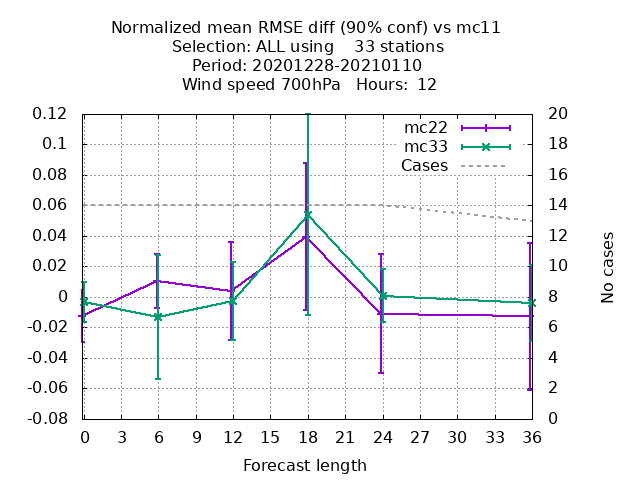 Normalized mean RMSE diff (90% conf) vs mc11
Selection: ALL using    33 stations
Period: 20201228-20210110
Wind speed 700hPa   Hours:  12
0.12
0.1
0.08
0.06
0.04
0.02
0
-0.02
-0.04
-0.06
-0.08
mc22
mc33
Cases
20
18
16
14
12
10
8
6
4
2
0
No cases
0 3 6 9 12 15 18 21 24 27 30 33 36
Forecast length